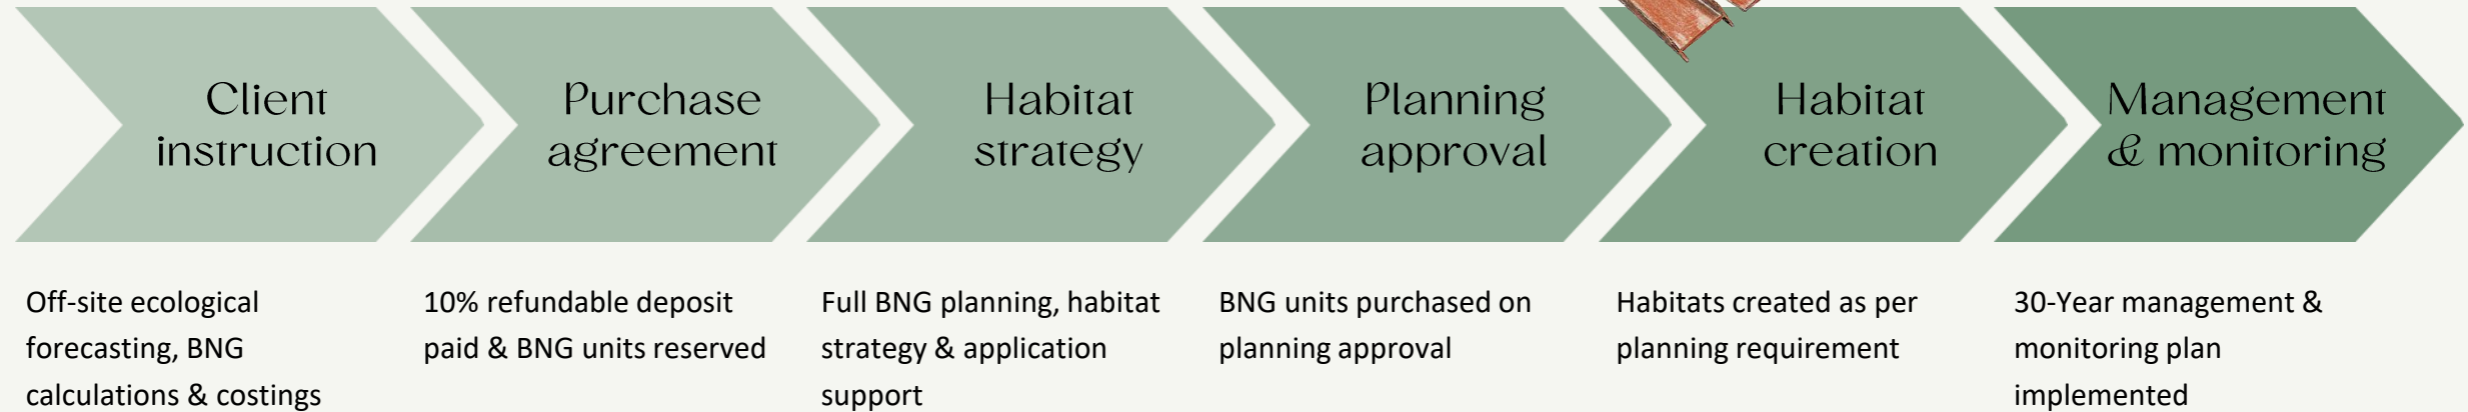 Client
instruction
Purchase
agreement
Habitat
strategy
Planning
approval
Habitat
creation
Management
& monitoring
Off-site ecological
forecasting, BNG
calculations & costings
10% refundable deposit
paid & BNG units reserved
Full BNG planning, habitat
strategy & application
support
BNG units purchased on
planning approval
Habitats created as per
planning requirement
30-Year management &
monitoring plan
implemented